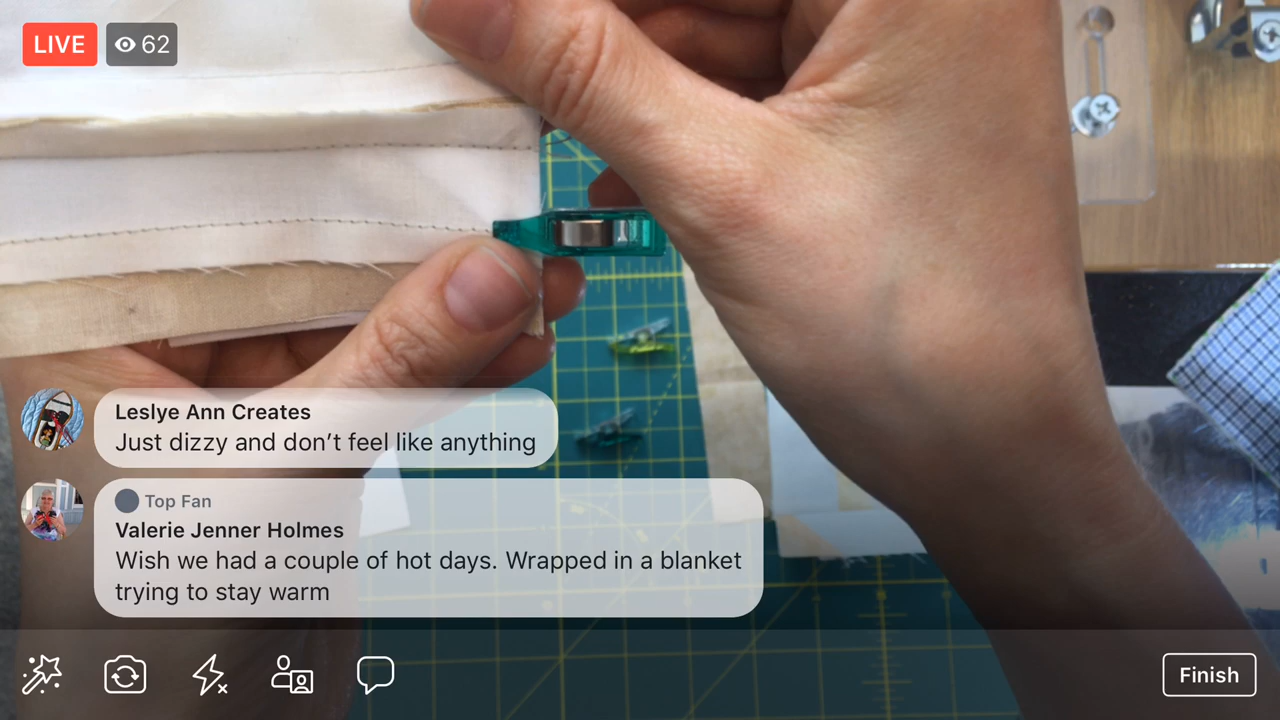 LIVE 62
Leslye Ann Creates
Just dizzy and don’t feel like anything
Top Fan
Valerie Jenner Holmes
Wish we had a couple of hot days. Wrapped in a blanket
trying to stay warm
Finish